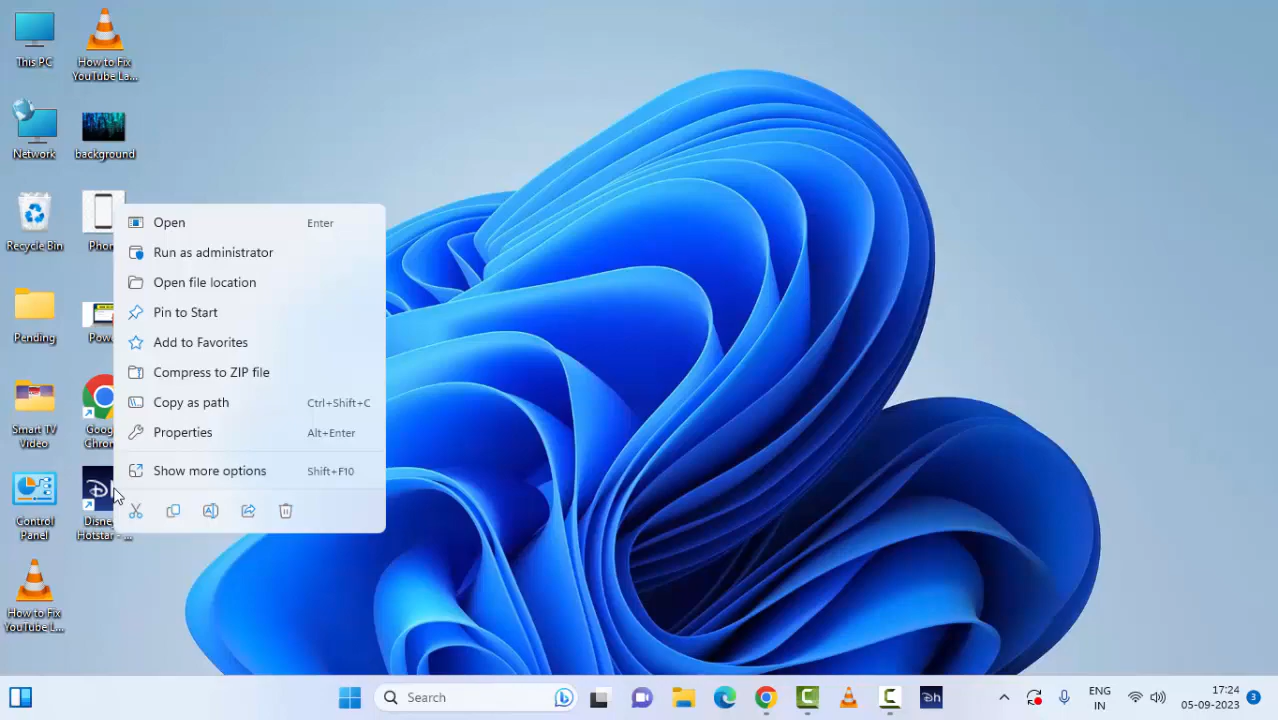 This PC
How to Fix
YouTube La...
Network
background
Recycle Bin
Phon
Pending
Pow
Smart TV
Video
Goog
Chro
Control
Panel
Disne
Hotstar - ...
How to Fix
YouTube L...
Open Enter
Run as administrator
Open file location
Pin to Start
Add to Favorites
Compress to ZIP file
Copy as path Ctrl+Shift+C
Properties Alt+Enter
Show more options Shift+F10
Search
ENG
IN
17:24
05-09-2023
3